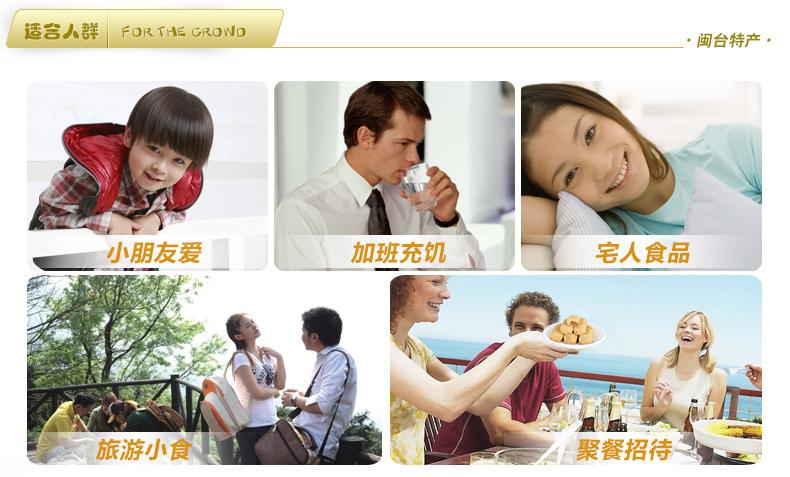 适合人群 FOR THE CROWD
· 闽台特产 ·
小朋友爱
加班充饥
宅人食品
旅游小食
聚餐招待